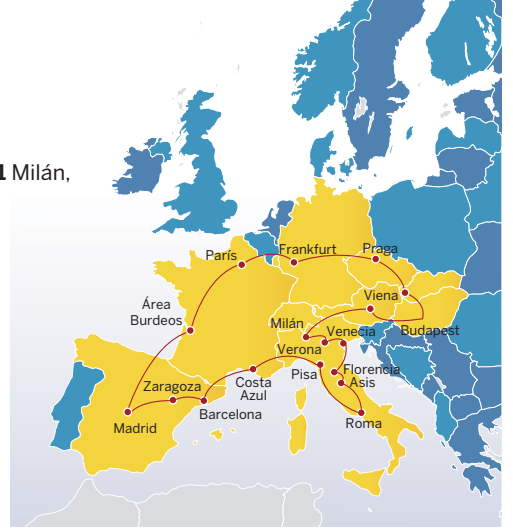 1 Milán,
París
Frankfurt
Praga
Área
Burdeos
Viena
Milán
Venecia
Budapest
Verona
Pisa
Florencia
Asis
Costa
Azul
Zaragoza
Barcelona
Madrid
Roma